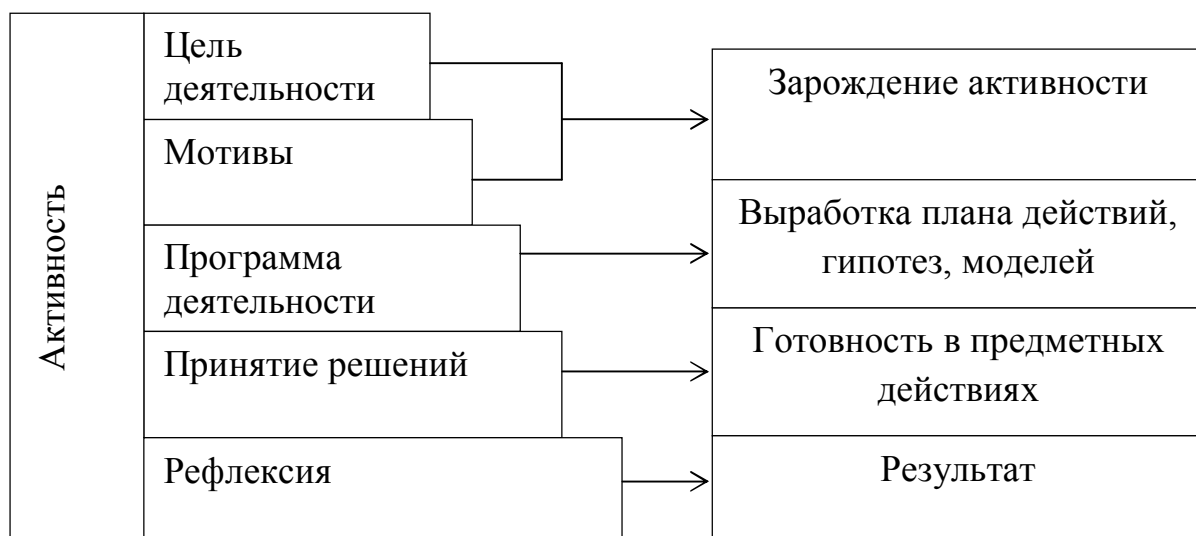 Активность
Цель
деятельности
Мотивы
Программа
деятельности
Принятие решений
Рефлексия
Зарождение активности
Выработка плана действий,
гипотез, моделей
Готовность в предметных
действиях
Результат